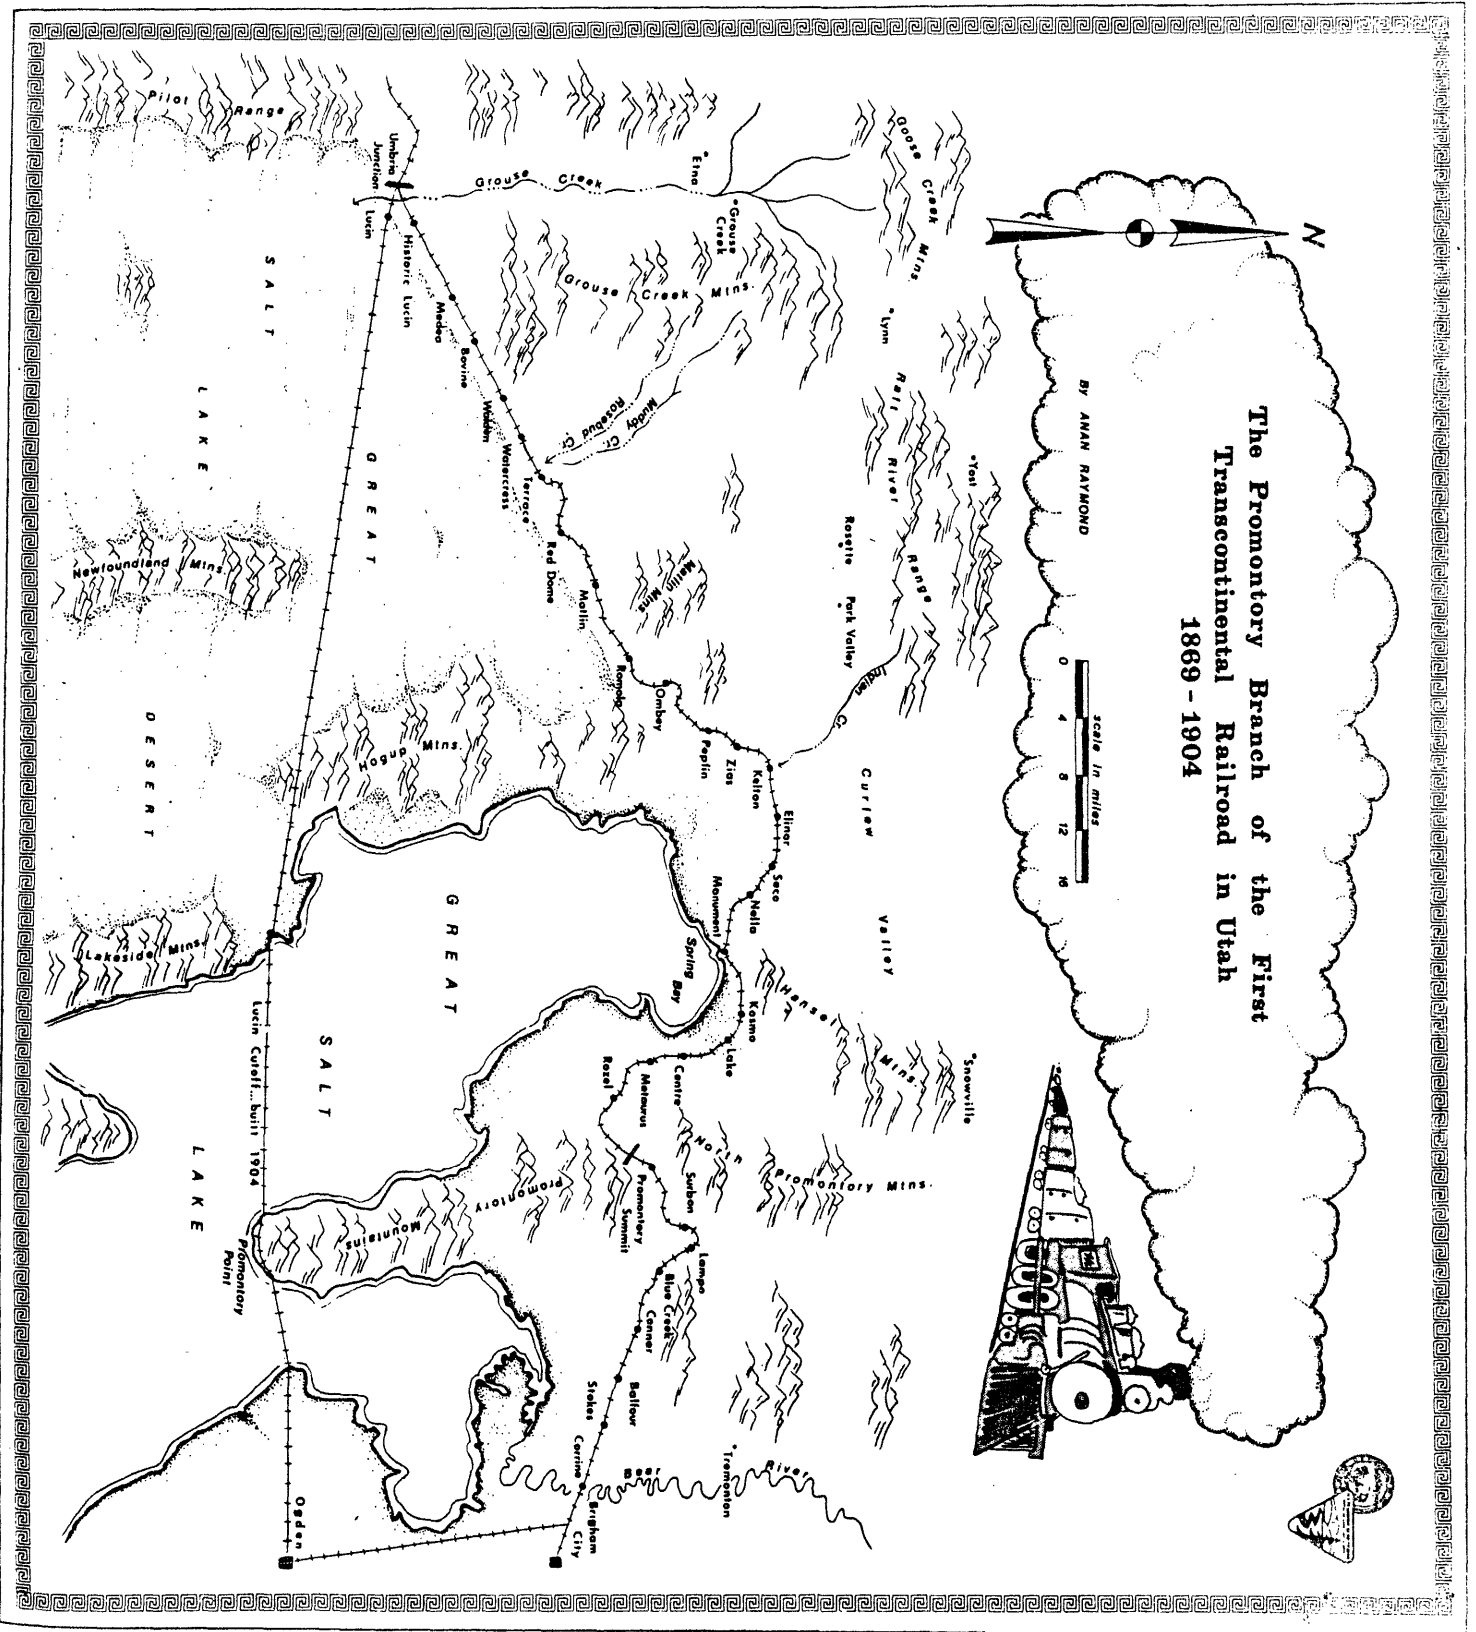 The Promontory Branch of the First
Transcontinental Railroad in Utah
1869-1904
By ANAN RAYMOND
scale in miles
0 4 8 12 16
N
Goose Creek Mtns
Lynn
Yost
Raft River Range
Rosette
Park Valley
Indian C.
Curlew Valley
Snowville
Hansel Mtns.
North Promontory Mtns.
Tremonton
Bear River
Etna
Grouse Creek
Grouse Creek
Grouse Creek Mtns.
Muddy Cr.
Rosebud Cr.
Matlin Mtns
Pilot Range
Umbria
Junction
Lucin
Historic Lucin
Medea
Bovine
Walden
Watercress
Terrace
Red Dome
Matlin
Romola
Ombey
Peplin
Zias
Kelton
Elinor
Seco
Nella
Monument
Spring
Bay
Kosmo
Lake
Centre
Metaurus
Rozel
Promontory
Summit
Surbon
Lampo
Blue Creek
Conner
Balfour
Stokes
Corrine
Brigham
City
Ogden
Hogup Mtns.
Newfoundland Mtns.
Lakeside Mtns.
Promontory Mountains
Promontory
Point
Lucin Cutoff... built 1904
GREAT
SALT
LAKE
DESERT
GREAT
SALT
LAKE